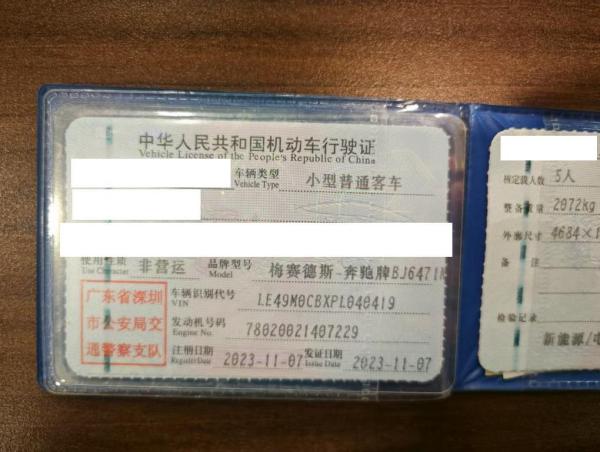 中华人民共和国机动车行驶证
Vehicle License of the People's Republic of China
车辆类型 小型普通客车
Vehicle Type
使用性质 非营运 品牌型号 梅赛德斯-奔驰牌BJ6471
Use Character Model
广东省深圳
市公安局交
通警察支队
车辆识别代号 LE49M0CBXPL040419
VIN
发动机号码 78020021407229
Engine No.
注册日期 2023-11-07 发证日期 2023-11-07
Register Date Issue Date
核定载人数 5人
整备质量 2072kg
外廓尺寸 4684×1
备 注
检验记录
新能源/电